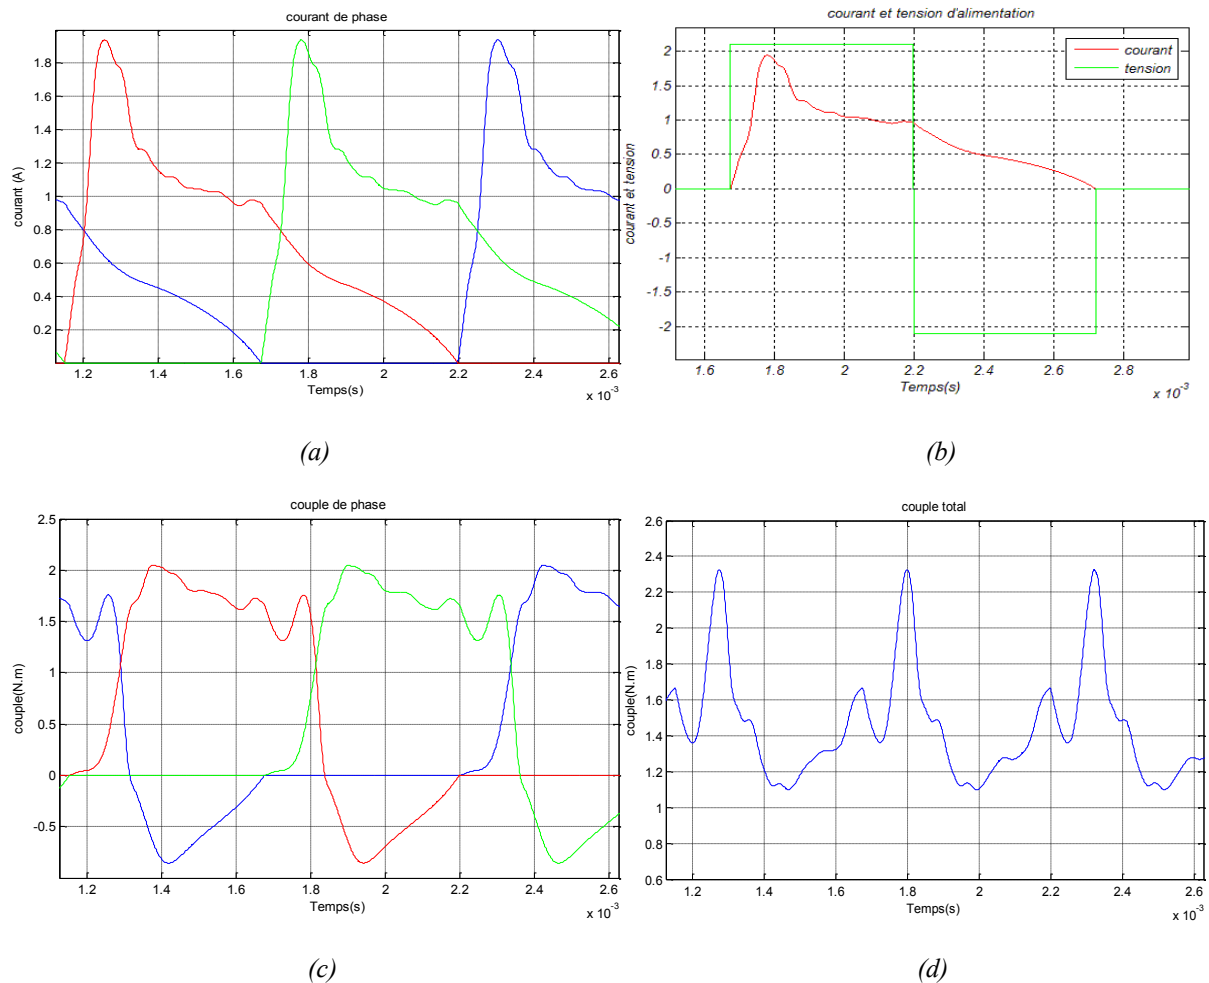 courant de phase
1.8
1.6
1.4
1.2
1
0.8
0.6
0.4
0.2
courant (A)
1.2 1.4 1.6 1.8 2 2.2 2.4 2.6
Temps(s)
x 10⁻³
(a)
courant et tension d'alimentation
courant
tension
2
1.5
1
0.5
0
-0.5
-1
-1.5
-2
courant et tension
1.6 1.8 2 2.2 2.4 2.6 2.8
Temps(s)
x 10⁻³
(b)
couple de phase
2.5
2
1.5
1
0.5
0
-0.5
couple(N.m)
1.2 1.4 1.6 1.8 2 2.2 2.4 2.6
Temps(s)
x 10⁻³
(c)
couple total
2.6
2.4
2.2
2
1.8
1.6
1.4
1.2
1
0.8
0.6
couple(N.m)
1.2 1.4 1.6 1.8 2 2.2 2.4 2.6
Temps(s)
x 10⁻³
(d)